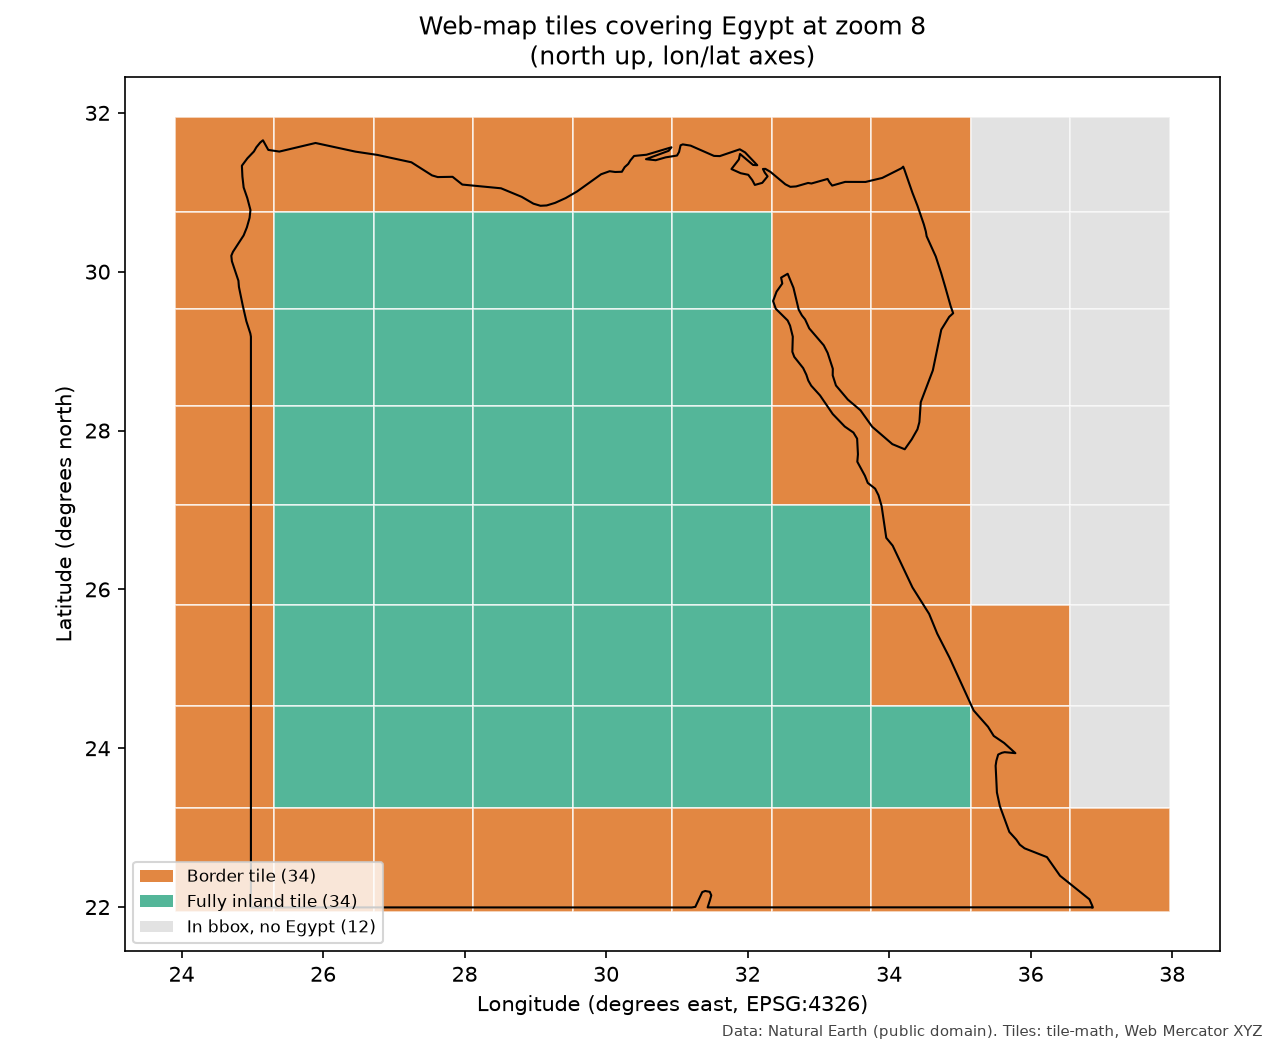 Web-map tiles covering Egypt at zoom 8
(north up, lon/lat axes)
Latitude (degrees north)
32
30
28
26
24
22
Border tile (34)
Fully inland tile (34)
In bbox, no Egypt (12)
24 26 28 30 32 34 36 38
Longitude (degrees east, EPSG:4326)
Data: Natural Earth (public domain). Tiles: tile-math, Web Mercator XYZ